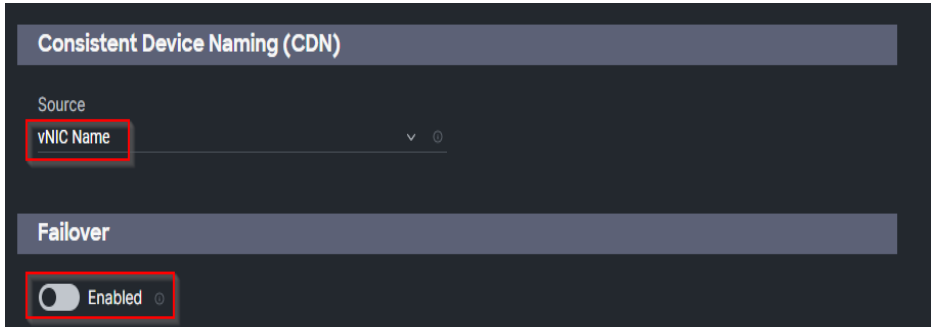 Consistent Device Naming (CDN)
Source
vNIC Name
Failover
Enabled